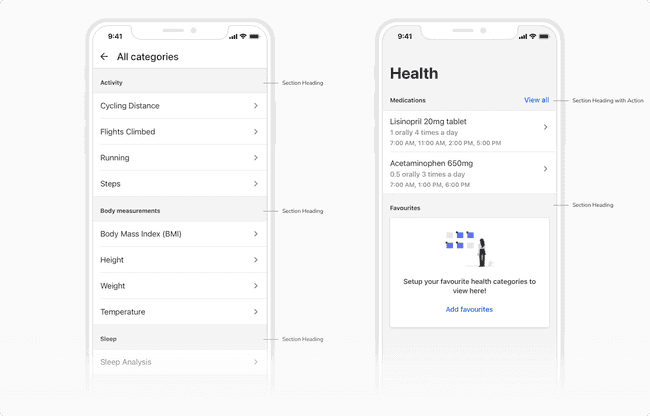 9:41
All categories
Activity
Section Heading
Cycling Distance
Flights Climbed
Running
Steps
Body measurements
Section Heading
Body Mass Index (BMI)
Height
Weight
Temperature
Sleep
Section Heading
Sleep Analysis
9:41
Health
Medications
View all
Section Heading with Action
Lisinopril 20mg tablet
1 orally 4 times a day
7:00 AM, 11:00 AM, 2:00 PM, 5:00 PM
Acetaminophen 650mg
0.5 orally 3 times a day
7:00 AM, 1:00 PM, 6:00 PM
Favourites
Section Heading
Setup your favourite health categories to
view here!
Add favourites